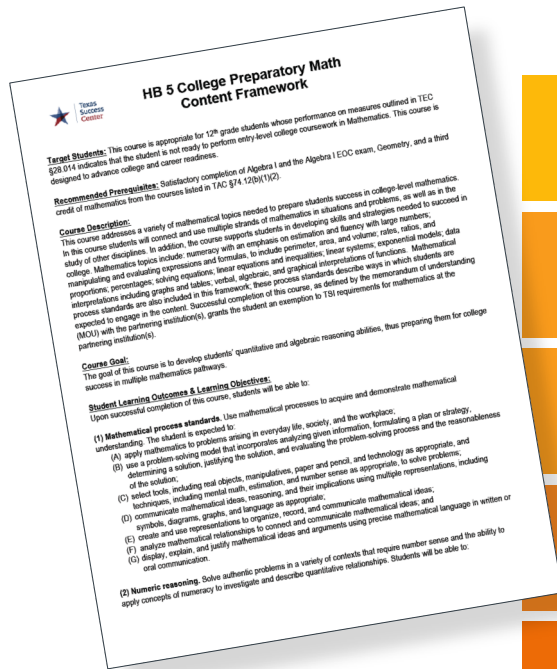 Texas
Success
Center
HB 5 College Preparatory Math
Content Framework
Target Students: This course is appropriate for 12th grade students whose performance on measures outlined in TEC
§28.014 indicates that the student is not ready to perform entry-level college coursework in Mathematics. This course is
designed to advance college and career readiness.
Recommended Prerequisites: Satisfactory completion of Algebra I and the Algebra I EOC exam, Geometry, and a third
credit of mathematics from the courses listed in TAC §74.12(b)(1)(2).
Course Description:
This course addresses a variety of mathematical topics needed to prepare students success in college-level mathematics.
In this course students will connect and use multiple strands of mathematics in situations and problems, as well as in the
study of other disciplines. In addition, the course supports students in developing skills and strategies needed to succeed in
college. Mathematics topics include: numeracy with an emphasis on estimation and fluency with large numbers;
manipulating and evaluating expressions and formulas, to include perimeter, area, and volume; rates, ratios, and
proportions; percentages; solving equations; linear equations and inequalities; linear systems; exponential models; data
interpretations including graphs and tables; verbal, algebraic, and graphical interpretations of functions. Mathematical
process standards are also included in this framework; these process standards describe ways in which students are
expected to engage in the content. Successful completion of this course, as defined by the memorandum of understanding
(MOU) with the partnering institution(s), grants the student an exemption to TSI requirements for mathematics at the
partnering institution(s).
Course Goal:
The goal of this course is to develop students' quantitative and algebraic reasoning abilities, thus preparing them for college
success in multiple mathematics pathways.
Student Learning Outcomes & Learning Objectives:
Upon successful completion of this course, students will be able to:
(1) Mathematical process standards. Use mathematical processes to acquire and demonstrate mathematical
understanding. The student is expected to:
(A) apply mathematics to problems arising in everyday life, society, and the workplace;
(B) use a problem-solving model that incorporates analyzing given information, formulating a plan or strategy,
determining a solution, justifying the solution, and evaluating the problem-solving process and the reasonableness
of the solution;
(C) select tools, including real objects, manipulatives, paper and pencil, and technology as appropriate, and
techniques, including mental math, estimation, and number sense as appropriate, to solve problems;
(D) communicate mathematical ideas, reasoning, and their implications using multiple representations, including
symbols, diagrams, graphs, and language as appropriate;
(E) create and use representations to organize, record, and communicate mathematical ideas;
(F) analyze mathematical relationships to connect and communicate mathematical ideas; and
(G) display, explain, and justify mathematical ideas and arguments using precise mathematical language in written or
oral communication.
(2) Numeric reasoning. Solve authentic problems in a variety of contexts that require number sense and the ability to
apply concepts of numeracy to investigate and describe quantitative relationships. Students will be able to: